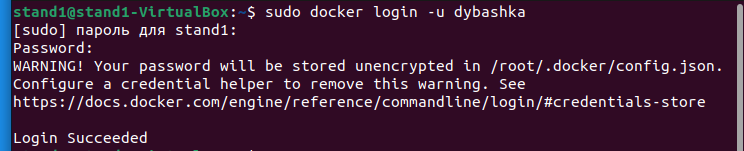 stand1@stand1-VirtualBox:~$ sudo docker login -u dybashka
[sudo] пароль для stand1:
Password:
WARNING! Your password will be stored unencrypted in /root/.docker/config.json.
Configure a credential helper to remove this warning. See
https://docs.docker.com/engine/reference/commandline/login/#credentials-store

Login Succeeded